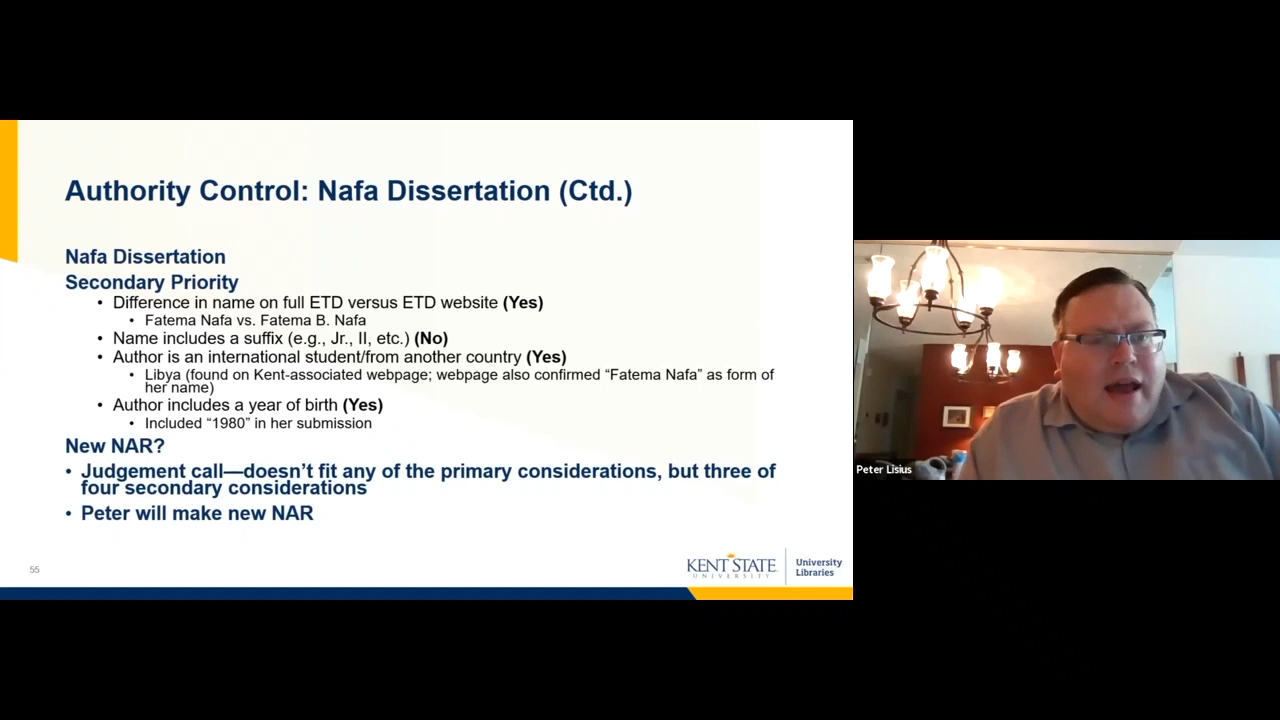 Authority Control: Nafa Dissertation (Ctd.)
Nafa Dissertation
Secondary Priority
• Difference in name on full ETD versus ETD website (Yes)
• Fatema Nafa vs. Fatema B. Nafa
• Name includes a suffix (e.g., Jr., II, etc.) (No)
• Author is an international student/from another country (Yes)
• Libya (found on Kent-associated webpage; webpage also confirmed “Fatema Nafa” as form of
her name)
• Author includes a year of birth (Yes)
• Included “1980” in her submission
New NAR?
• Judgement call—doesn’t fit any of the primary considerations, but three of
four secondary considerations
• Peter will make new NAR
55
KENT STATE
UNIVERSITY
University
Libraries
Peter Lisius